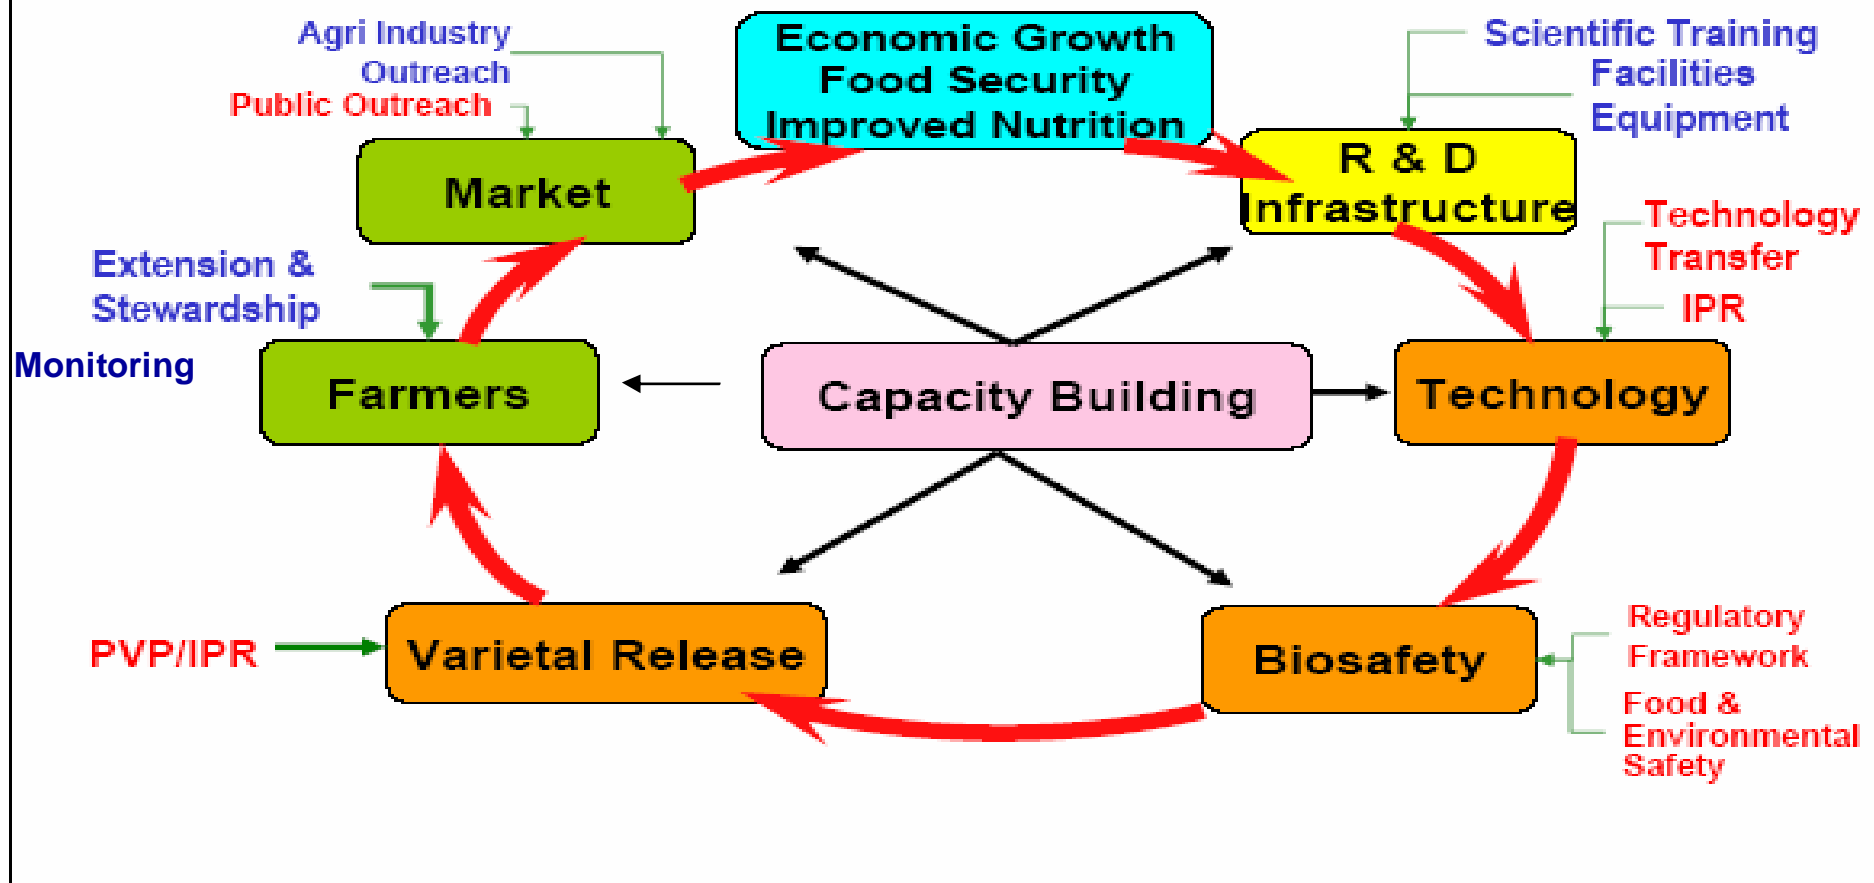 Agri Industry
Outreach
Public Outreach
Economic Growth
Food Security
Improved Nutrition
Scientific Training
Facilities
Equipment
Market
R & D
Infrastructure
Technology
Transfer
IPR
Extension &
Stewardship
Monitoring
Farmers
Capacity Building
Technology
PVP/IPR
Varietal Release
Biosafety
Regulatory
Framework
Food &
Environmental
Safety